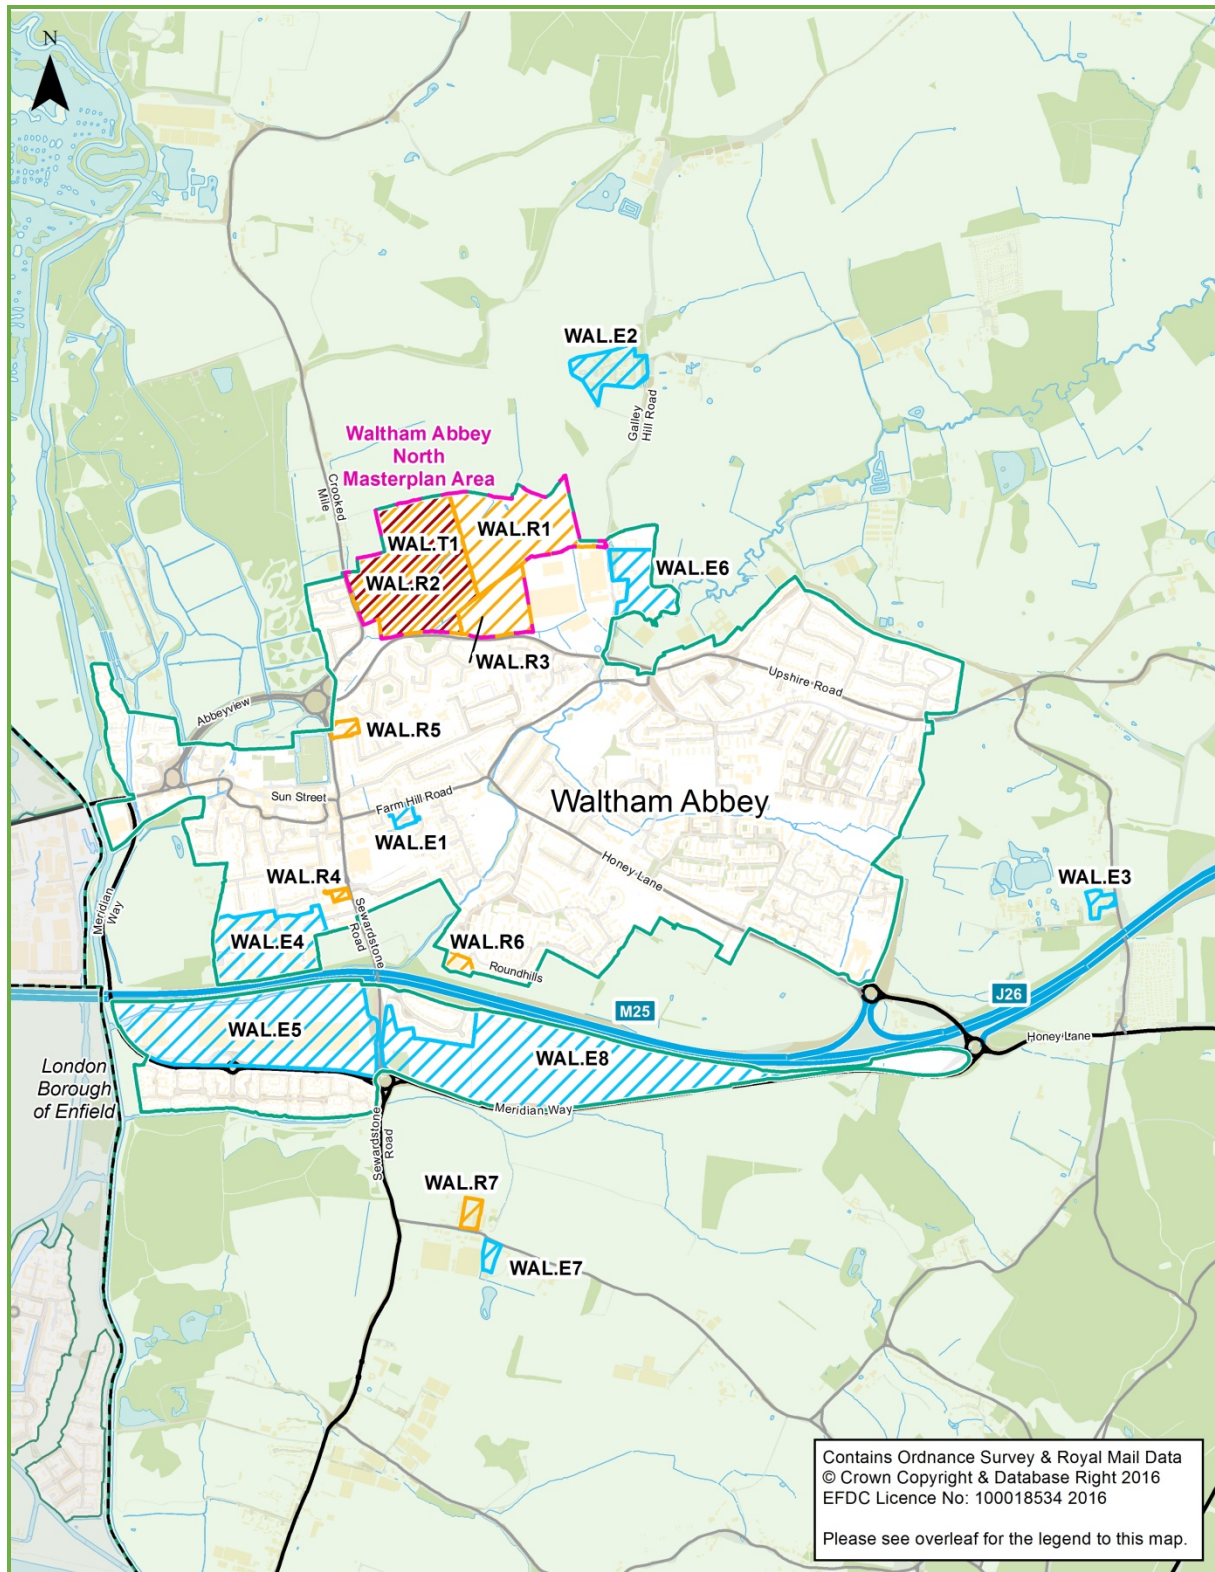 N
WAL.E2
Galley
Hill Road
Waltham Abbey
North
Masterplan Area
Crooked
Mile
WAL.R1
WAL.T1
WAL.R2
WAL.E6
WAL.R3
Upshire Road
Abbeyview
WAL.R5
Sun Street
Farm Hill Road
Waltham Abbey
WAL.E1
Honey Lane
WAL.R4
WAL.E3
Meridian
Way
Sewardstone
Road
WAL.E4
WAL.R6
Roundhills
J26
M25
WAL.E5
WAL.E8
Honey Lane
London
Borough
of Enfield
Meridian Way
Sewardstone
Road
WAL.R7
WAL.E7
Contains Ordnance Survey & Royal Mail Data
© Crown Copyright & Database Right 2016
EFDC Licence No: 100018534 2016
Please see overleaf for the legend to this map.